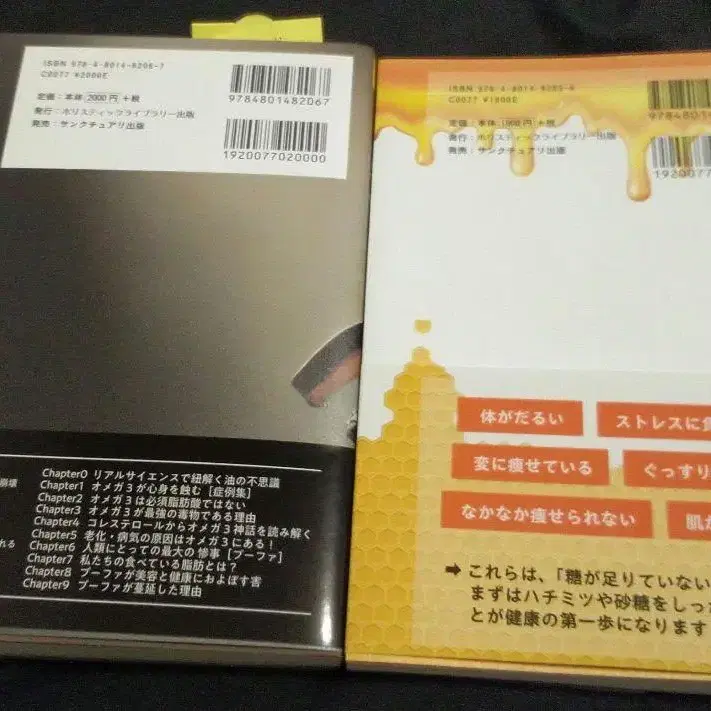 ISBN 978-4-8014-8206-7
C0077 ¥2000E
定価:本体 2000円 +税
発行:ホリスティックライブラリー出版
発売:サンクチュアリ出版
9784801482067
1920077020000
崩壊
れる
Chapter0 リアルサイエンスで紐解く油の不思議
Chapter1 オメガ3が心身を蝕む [症例集]
Chapter2 オメガ3は必須脂肪酸ではない
Chapter3 オメガ3が最強の毒物である理由
Chapter4 コレステロールからオメガ3神話を読み解く
Chapter5 老化・病気の原因はオメガ3にある!
Chapter6 人類にとっての最大の惨事 [プーファ]
Chapter7 私たちの食べている脂肪とは?
Chapter8 プーファが美容と健康におよぼす害
Chapter9 プーファが蔓延した理由
ISBN 978-4-8014-8205-
C0077 ¥1900E
定価:本体 1900円 +税
発行:ホリスティックライブラリー出版
発売:サンクチュアリ出版
9784801
1920077
体がだるい
ストレスに
変に痩せている
ぐっすり
なかなか痩せられない
肌
➡ これらは、「糖が足りていない
まずはハチミツや砂糖をしっ
とが健康の第一歩になります